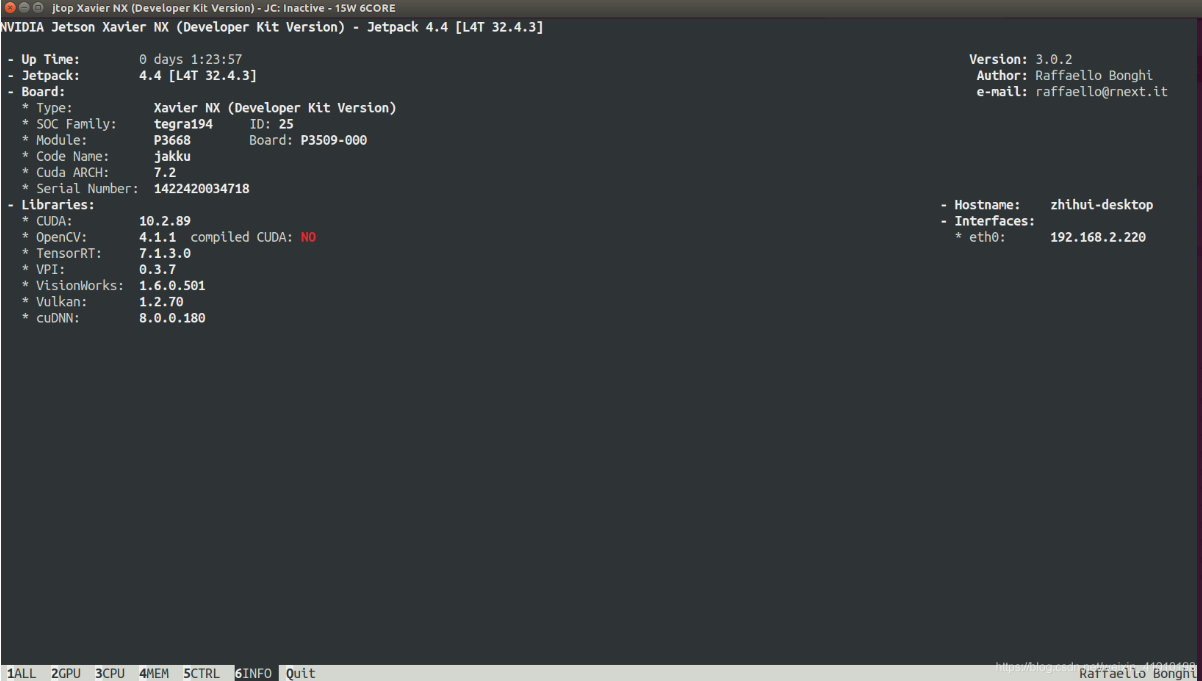 jtop Xavier NX (Developer Kit Version) - JC: Inactive - 15W 6CORE
NVIDIA Jetson Xavier NX (Developer Kit Version) - Jetpack 4.4 [L4T 32.4.3]
- Up Time: 0 days 1:23:57 Version: 3.0.2
- Jetpack: 4.4 [L4T 32.4.3] Author: Raffaello Bonghi
- Board: e-mail: raffaello@rnext.it
* Type: Xavier NX (Developer Kit Version)
* SOC Family: tegra194 ID: 25
* Module: P3668 Board: P3509-000
* Code Name: jakku
* Cuda ARCH: 7.2
* Serial Number: 1422420034718
- Libraries: - Hostname: zhihui-desktop
* CUDA: 10.2.89 - Interfaces:
* OpenCV: 4.1.1 compiled CUDA: NO * eth0: 192.168.2.220
* TensorRT: 7.1.3.0
* VPI: 0.3.7
* VisionWorks: 1.6.0.501
* Vulkan: 1.2.70
* cuDNN: 8.0.0.180
1ALL 2GPU 3CPU 4MEM 5CTRL 6INFO Quit Raffaello Bonghi